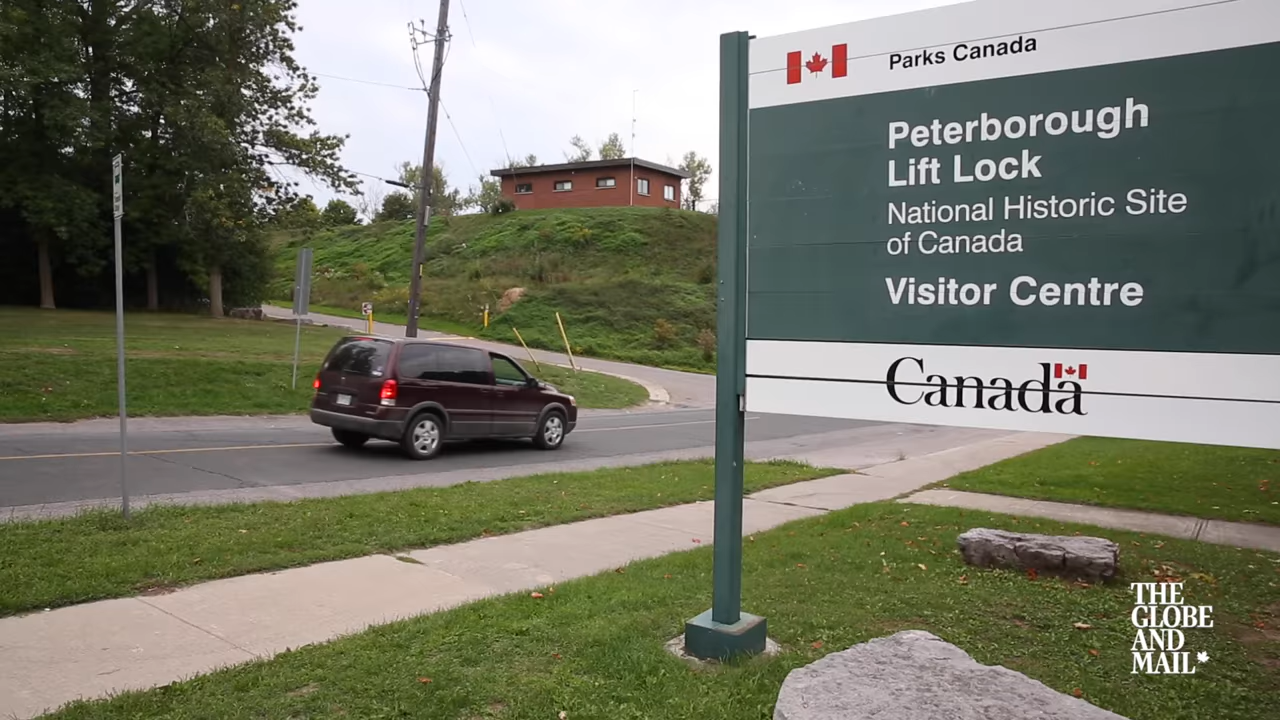 Parks Canada
Peterborough
Lift Lock
National Historic Site
of Canada
Visitor Centre
Canada
THE
GLOBE
AND
MAIL